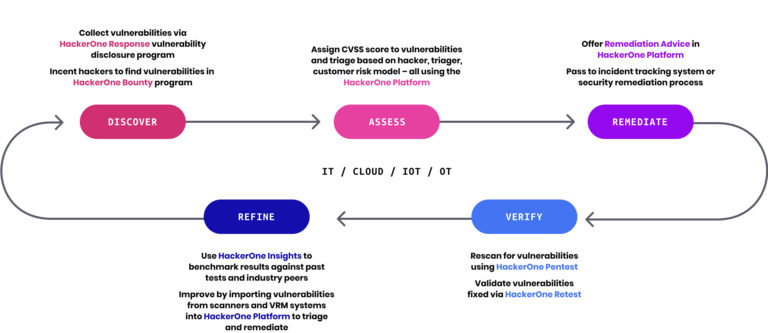 Collect vulnerabilities via
HackerOne Response vulnerability
disclosure program
Incent hackers to find vulnerabilities in
HackerOne Bounty program
DISCOVER
Assign CVSS score to vulnerabilities
and triage based on hacker, triager,
customer risk model – all using the
HackerOne Platform
ASSESS
Offer Remediation Advice in
HackerOne Platform
Pass to incident tracking system or
security remediation process
REMEDIATE
IT / CLOUD / IOT / OT
VERIFY
Rescan for vulnerabilities
using HackerOne Pentest
Validate vulnerabilities
fixed via HackerOne Retest
REFINE
Use HackerOne Insights to
benchmark results against past
tests and industry peers
Improve by importing vulnerabilities
from scanners and VRM systems
into HackerOne Platform to triage
and remediate